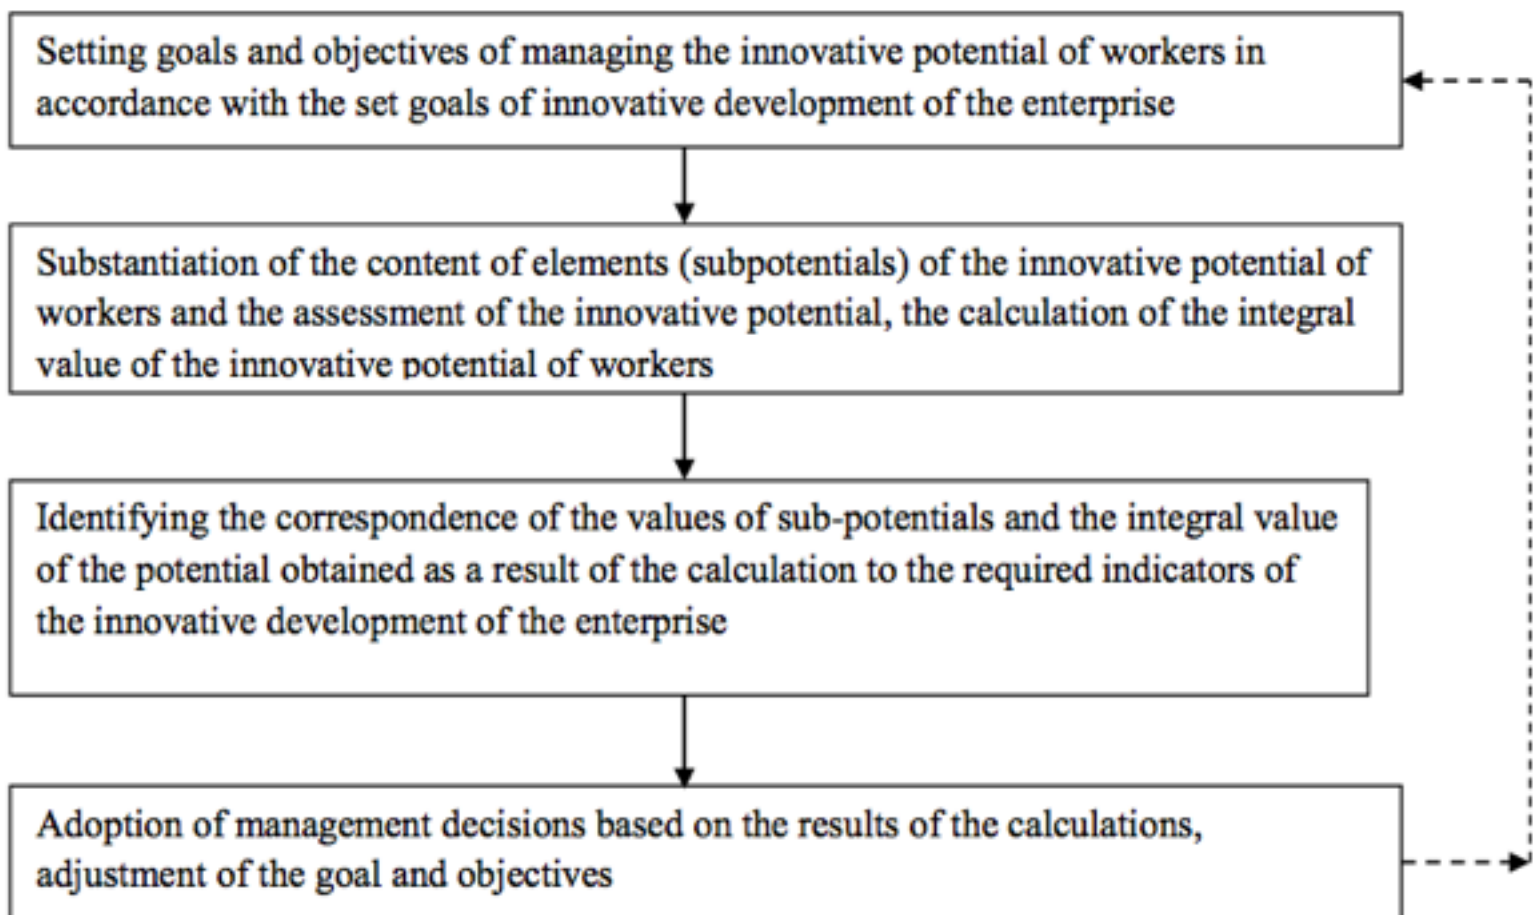 Setting goals and objectives of managing the innovative potential of workers in
accordance with the set goals of innovative development of the enterprise
Substantiation of the content of elements (subpotentials) of the innovative potential of
workers and the assessment of the innovative potential, the calculation of the integral
value of the innovative potential of workers
Identifying the correspondence of the values of sub-potentials and the integral value
of the potential obtained as a result of the calculation to the required indicators of
the innovative development of the enterprise
Adoption of management decisions based on the results of the calculations,
adjustment of the goal and objectives